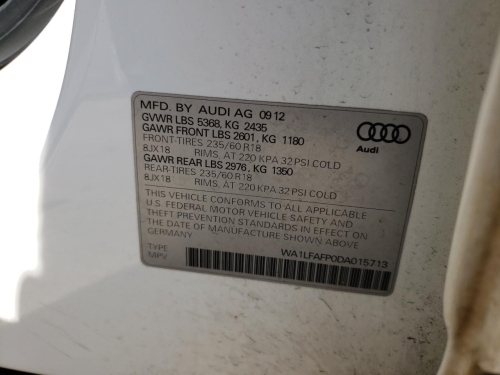 MFD. BY AUDI AG 09 12
GVWR LBS 5368, KG 2435
GAWR FRONT LBS 2601, KG 1180
FRONT-TIRES 235/60 R18
8JX18 RIMS, AT 220 KPA 32 PSI COLD
GAWR REAR LBS 2976, KG 1350
REAR-TIRES 235/60 R18
8JX18 RIMS, AT 220 KPA 32 PSI COLD
THIS VEHICLE CONFORMS TO ALL APPLICABLE
U.S. FEDERAL MOTOR VEHICLE SAFETY AND
THEFT PREVENTION STANDARDS IN EFFECT ON
THE DATE OF MANUFACTURE SHOWN ABOVE
GERMANY
TYPE
MPV
WA1LFAFP0DA015713
Audi